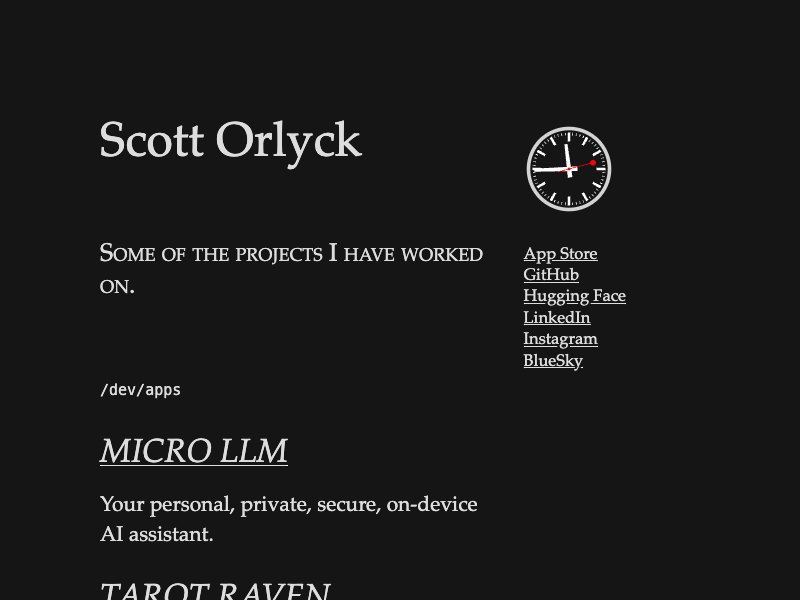 Scott Orlyck
Some of the projects I have worked
on.
App Store
GitHub
Hugging Face
LinkedIn
Instagram
BlueSky
/dev/apps
MICRO LLM
Your personal, private, secure, on-device
AI assistant.
TAROT RAVEN